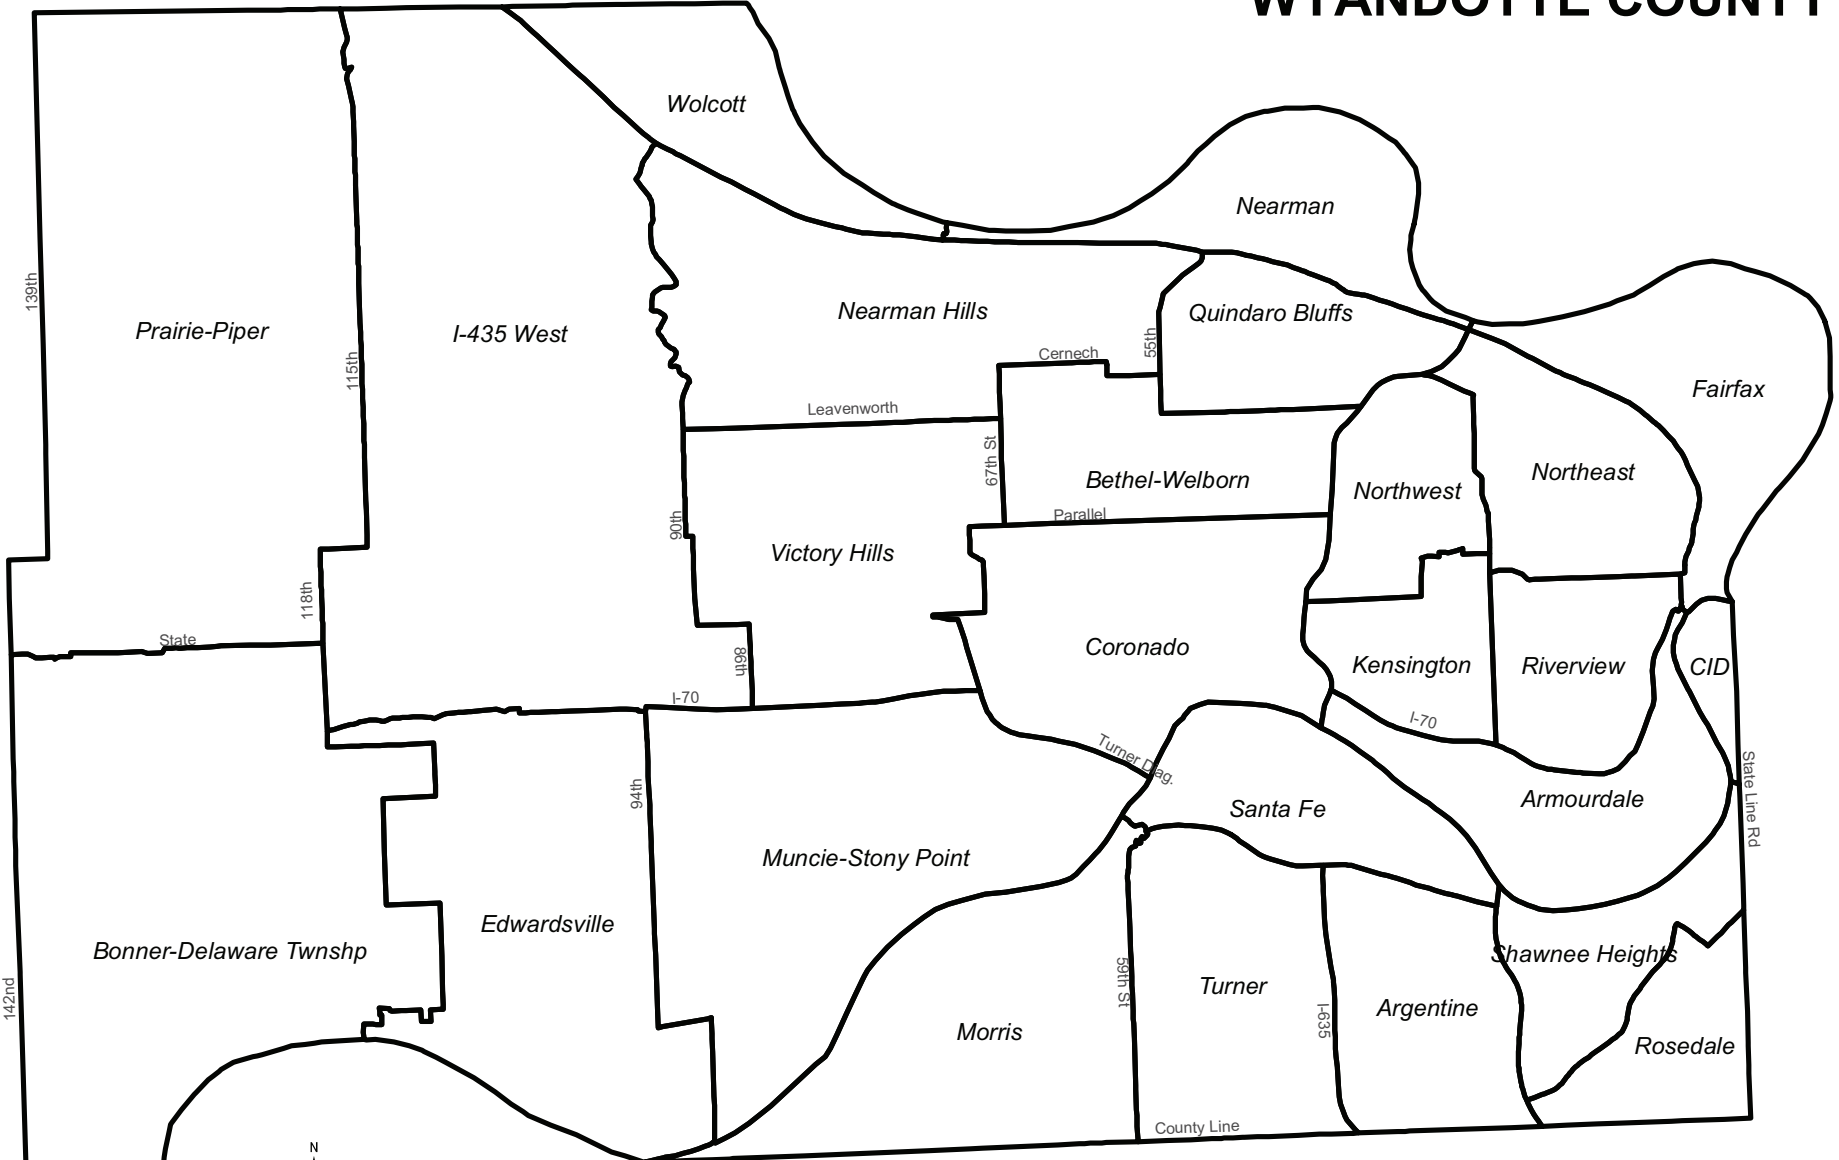 WYANDOTTE COUNTY
Wolcott
Nearman
139th
Prairie-Piper
115th
I-435 West
Nearman Hills
Quindaro Bluffs
55th
Cernech
Fairfax
Leavenworth
67th St
Bethel-Welborn
Northwest
Northeast
Parallel
90th
Victory Hills
118th
State
86th
Coronado
Kensington
Riverview
CID
I-70
I-70
Turner Diag.
94th
Santa Fe
Armourdale
State Line Rd
Muncie-Stony Point
Edwardsville
Bonner-Delaware Twnshp
142nd
59th St
Turner
I-635
Argentine
Shawnee Heights
Morris
Rosedale
County Line
N